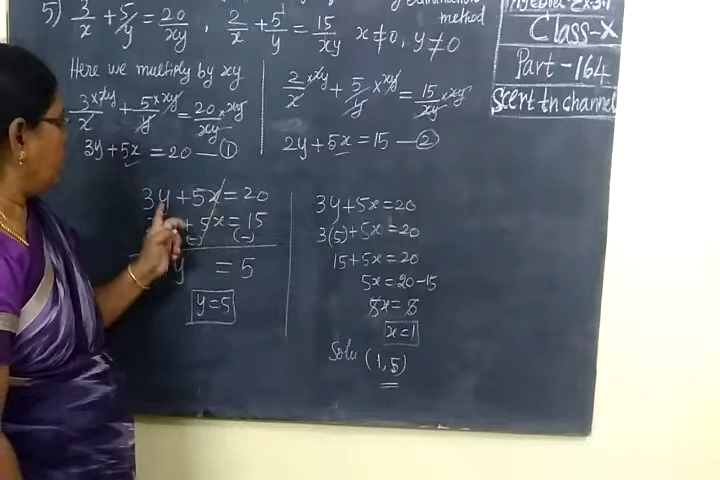 5) 3/x + 5/y = 20/xy , 2/x + 5/y = 15/xy x ≠ 0, y ≠ 0
method
Here we multiply by xy
3/x × xy + 5/y × xy = 20/xy × xy
3y + 5x = 20 — ①
2/x × xy + 5/y × xy = 15/xy × xy
2y + 5x = 15 — ②
3y + 5x = 20
+ 5x = 15
(-) (-)
y = 5
y = 5
3y + 5x = 20
3(5) + 5x = 20
15 + 5x = 20
5x = 20 - 15
5x = 5
x = 1
Solu (1, 5)
Class-X
Part-164
Scert tn channel